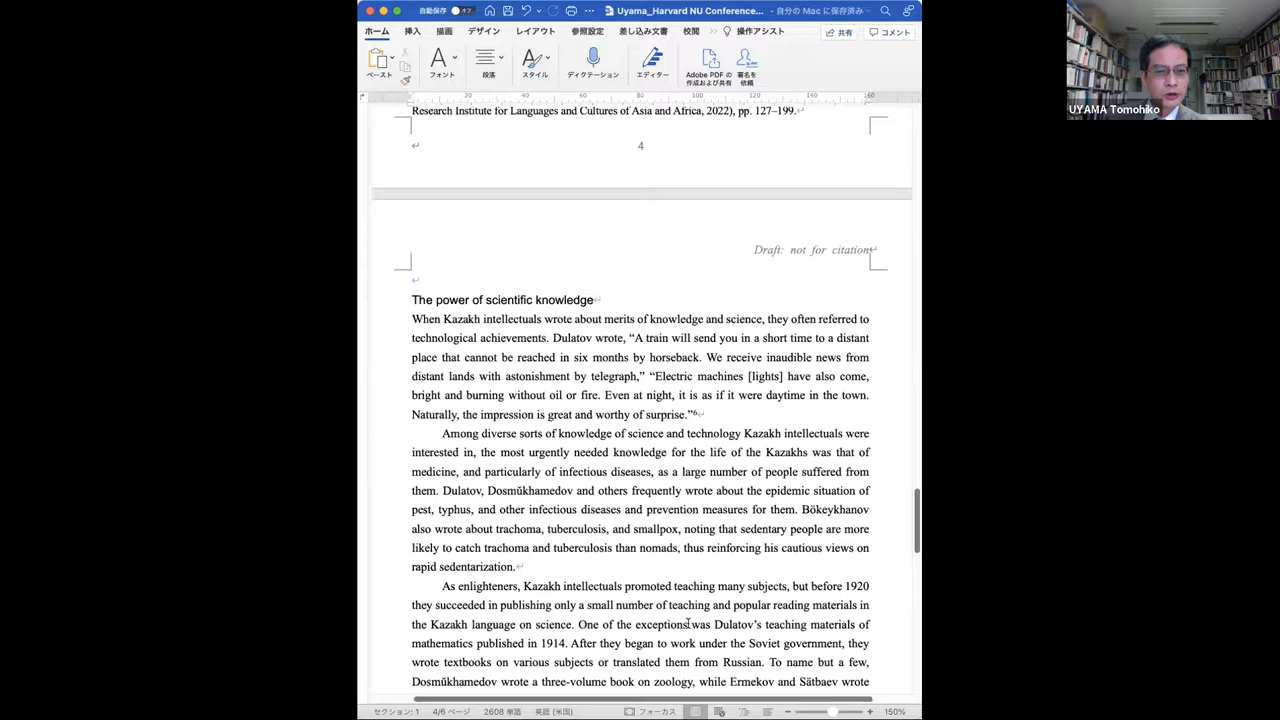 自動保存 オフ Uyama_Harvard NU Conference... - 自分の Mac に保存済み
ホーム 挿入 描画 デザイン レイアウト 参照設定 差し込み文書 校閲 >> 操作アシスト 共有 コメント
ペースト フォント 段落 スタイル ディクテーション エディター Adobe PDF の 作成および共有 署名を 依頼
20 40 60 80 100 120 140 160
Research Institute for Languages and Cultures of Asia and Africa, 2022), pp. 127–199.
4
Draft: not for citation
The power of scientific knowledge
When Kazakh intellectuals wrote about merits of knowledge and science, they often referred to
technological achievements. Dulatov wrote, “A train will send you in a short time to a distant
place that cannot be reached in six months by horseback. We receive inaudible news from
distant lands with astonishment by telegraph,” “Electric machines [lights] have also come,
bright and burning without oil or fire. Even at night, it is as if it were daytime in the town.
Naturally, the impression is great and worthy of surprise.”6
Among diverse sorts of knowledge of science and technology Kazakh intellectuals were
interested in, the most urgently needed knowledge for the life of the Kazakhs was that of
medicine, and particularly of infectious diseases, as a large number of people suffered from
them. Dulatov, Dosmŭkhamedov and others frequently wrote about the epidemic situation of
pest, typhus, and other infectious diseases and prevention measures for them. Bökeykhanov
also wrote about trachoma, tuberculosis, and smallpox, noting that sedentary people are more
likely to catch trachoma and tuberculosis than nomads, thus reinforcing his cautious views on
rapid sedentarization.
As enlighteners, Kazakh intellectuals promoted teaching many subjects, but before 1920
they succeeded in publishing only a small number of teaching and popular reading materials in
the Kazakh language on science. One of the exceptions was Dulatov’s teaching materials of
mathematics published in 1914. After they began to work under the Soviet government, they
wrote textbooks on various subjects or translated them from Russian. To name but a few,
Dosmŭkhamedov wrote a three-volume book on zoology, while Ermekov and Sätbaev wrote
セクション: 1 4/6 ページ 2608 単語 英語 (米国) フォーカス 150%
UYAMA Tomohiko